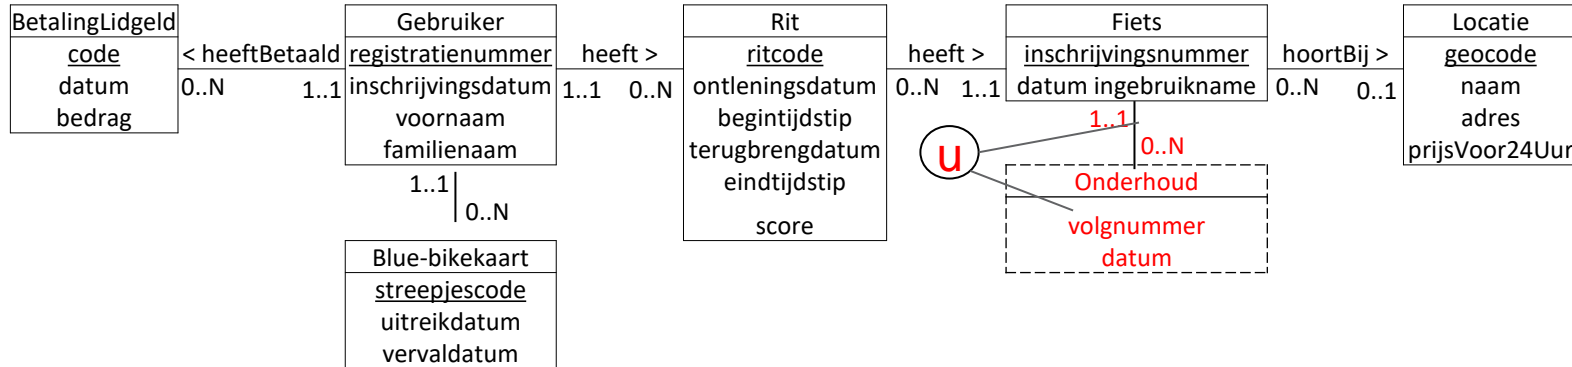 BetalingLidgeld
code
datum
bedrag
< heeftBetaald
0..N
1..1
Gebruiker
registratienummer
inschrijvingsdatum
voornaam
familienaam
heeft >
1..1
0..N
Rit
ritcode
ontleningsdatum
begintijdstip
terugbrengdatum
eindtijdstip
score
heeft >
0..N
1..1
Fiets
inschrijvingsnummer
datum ingebruikname
hoortBij >
0..N
0..1
Locatie
geocode
naam
adres
prijsVoor24Uur
1..1
0..N
u
Onderhoud
volgnummer
datum
1..1
0..N
Blue-bikekaart
streepjescode
uitreikdatum
vervaldatum